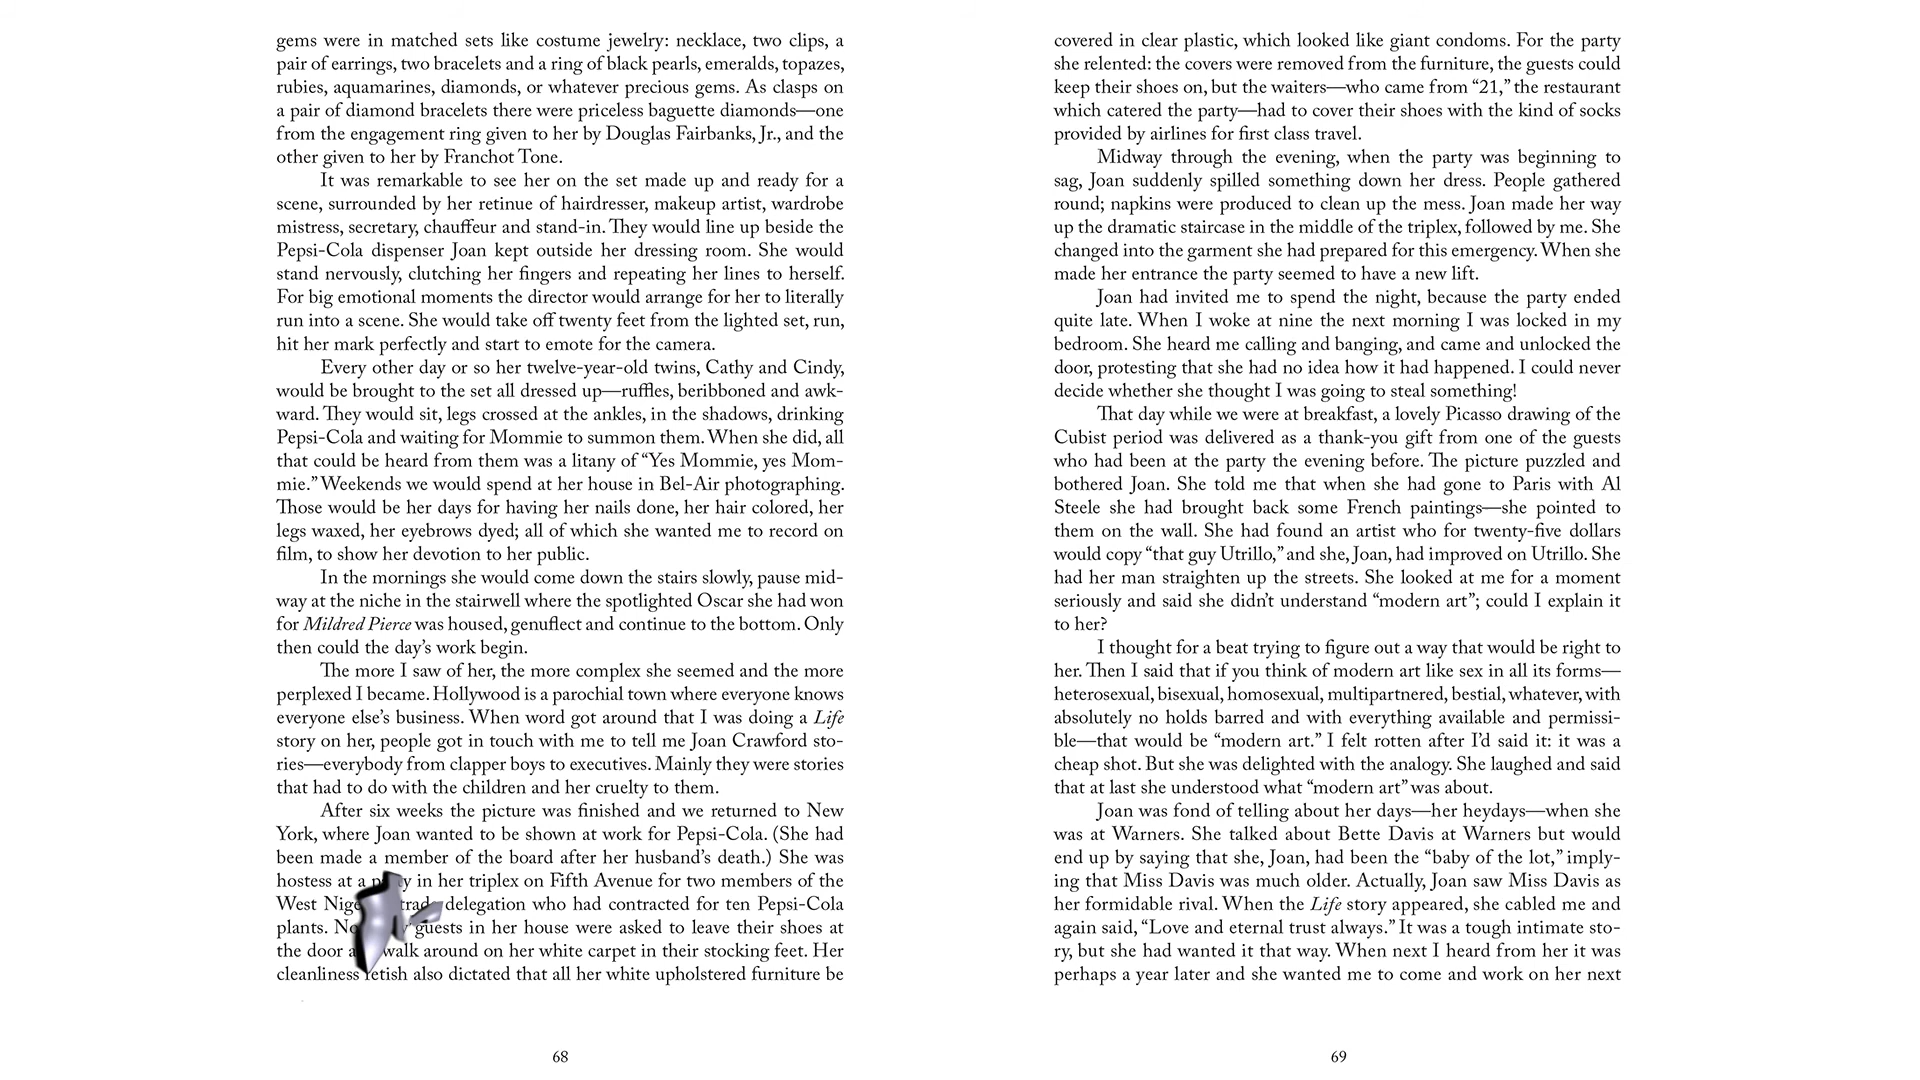 gems were in matched sets like costume jewelry: necklace, two clips, a
pair of earrings, two bracelets and a ring of black pearls, emeralds, topazes,
rubies, aquamarines, diamonds, or whatever precious gems. As clasps on
a pair of diamond bracelets there were priceless baguette diamonds—one
from the engagement ring given to her by Douglas Fairbanks, Jr., and the
other given to her by Franchot Tone.
It was remarkable to see her on the set made up and ready for a
scene, surrounded by her retinue of hairdresser, makeup artist, wardrobe
mistress, secretary, chauffeur and stand-in. They would line up beside the
Pepsi-Cola dispenser Joan kept outside her dressing room. She would
stand nervously, clutching her fingers and repeating her lines to herself.
For big emotional moments the director would arrange for her to literally
run into a scene. She would take off twenty feet from the lighted set, run,
hit her mark perfectly and start to emote for the camera.
Every other day or so her twelve-year-old twins, Cathy and Cindy,
would be brought to the set all dressed up—ruffles, beribboned and awk-
ward. They would sit, legs crossed at the ankles, in the shadows, drinking
Pepsi-Cola and waiting for Mommie to summon them. When she did, all
that could be heard from them was a litany of “Yes Mommie, yes Mom-
mie.” Weekends we would spend at her house in Bel-Air photographing.
Those would be her days for having her nails done, her hair colored, her
legs waxed, her eyebrows dyed; all of which she wanted me to record on
film, to show her devotion to her public.
In the mornings she would come down the stairs slowly, pause mid-
way at the niche in the stairwell where the spotlighted Oscar she had won
for Mildred Pierce was housed, genuflect and continue to the bottom. Only
then could the day’s work begin.
The more I saw of her, the more complex she seemed and the more
perplexed I became. Hollywood is a parochial town where everyone knows
everyone else’s business. When word got around that I was doing a Life
story on her, people got in touch with me to tell me Joan Crawford sto-
ries—everybody from clapper boys to executives. Mainly they were stories
that had to do with the children and her cruelty to them.
After six weeks the picture was finished and we returned to New
York, where Joan wanted to be shown at work for Pepsi-Cola. (She had
been made a member of the board after her husband’s death.) She was
hostess at a in her triplex on Fifth Avenue for two members of the
West delegation who had contracted for ten Pepsi-Cola
plants. guests in her house were asked to leave their shoes at
the door walk around on her white carpet in their stocking feet. Her
cleanliness fetish also dictated that all her white upholstered furniture be
68
covered in clear plastic, which looked like giant condoms. For the party
she relented: the covers were removed from the furniture, the guests could
keep their shoes on, but the waiters—who came from “21,” the restaurant
which catered the party—had to cover their shoes with the kind of socks
provided by airlines for first class travel.
Midway through the evening, when the party was beginning to
sag, Joan suddenly spilled something down her dress. People gathered
round; napkins were produced to clean up the mess. Joan made her way
up the dramatic staircase in the middle of the triplex, followed by me. She
changed into the garment she had prepared for this emergency. When she
made her entrance the party seemed to have a new lift.
Joan had invited me to spend the night, because the party ended
quite late. When I woke at nine the next morning I was locked in my
bedroom. She heard me calling and banging, and came and unlocked the
door, protesting that she had no idea how it had happened. I could never
decide whether she thought I was going to steal something!
That day while we were at breakfast, a lovely Picasso drawing of the
Cubist period was delivered as a thank-you gift from one of the guests
who had been at the party the evening before. The picture puzzled and
bothered Joan. She told me that when she had gone to Paris with Al
Steele she had brought back some French paintings—she pointed to
them on the wall. She had found an artist who for twenty-five dollars
would copy “that guy Utrillo,” and she, Joan, had improved on Utrillo. She
had her man straighten up the streets. She looked at me for a moment
seriously and said she didn’t understand “modern art”; could I explain it
to her?
I thought for a beat trying to figure out a way that would be right to
her. Then I said that if you think of modern art like sex in all its forms—
heterosexual, bisexual, homosexual, multipartnered, bestial, whatever, with
absolutely no holds barred and with everything available and permissi-
ble—that would be “modern art.” I felt rotten after I’d said it: it was a
cheap shot. But she was delighted with the analogy. She laughed and said
that at last she understood what “modern art” was about.
Joan was fond of telling about her days—her heydays—when she
was at Warners. She talked about Bette Davis at Warners but would
end up by saying that she, Joan, had been the “baby of the lot,” imply-
ing that Miss Davis was much older. Actually, Joan saw Miss Davis as
her formidable rival. When the Life story appeared, she cabled me and
again said, “Love and eternal trust always.” It was a tough intimate sto-
ry, but she had wanted it that way. When next I heard from her it was
perhaps a year later and she wanted me to come and work on her next
69